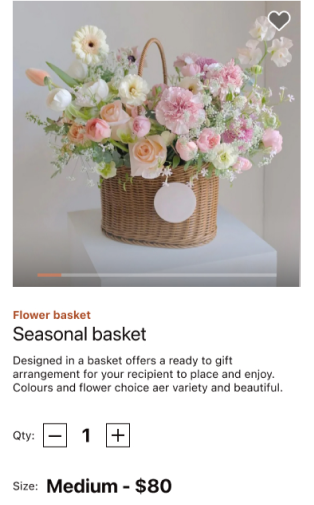 Flower basket
Seasonal basket
Designed in a basket offers a ready to gift
arrangement for your recipient to place and enjoy.
Colours and flower choice aer variety and beautiful.
Qty: 1
Size: Medium - $80